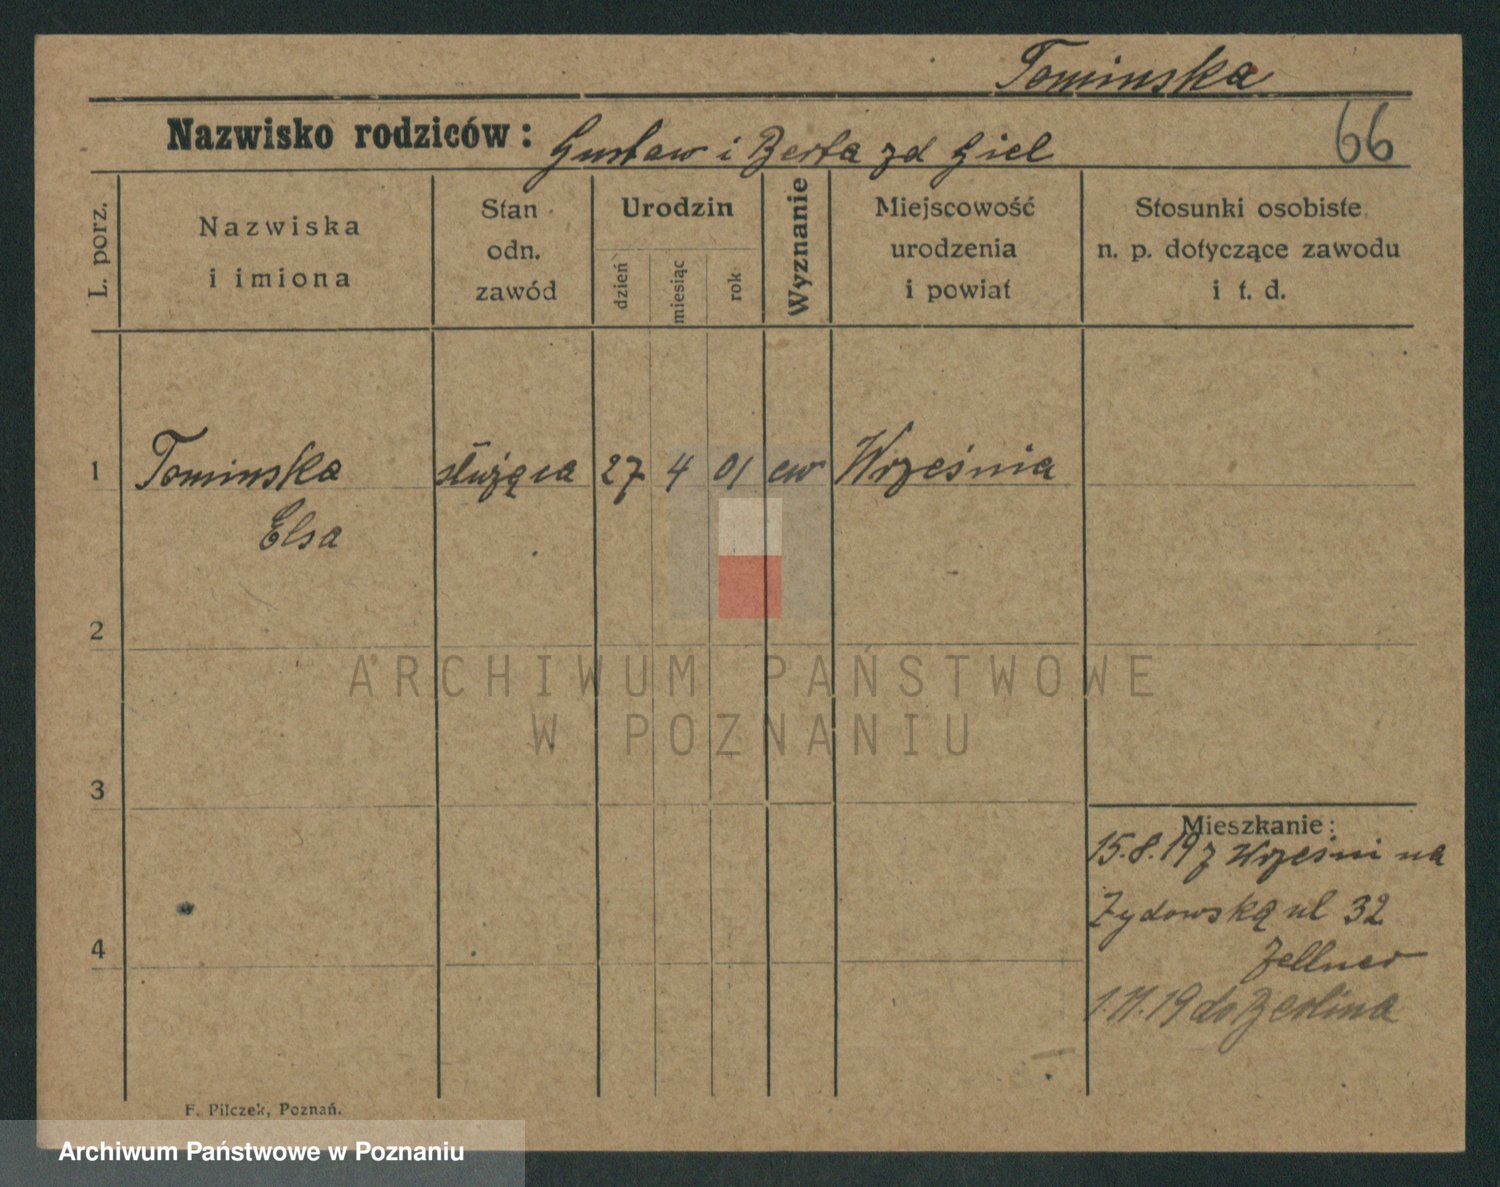 Tominska
Nazwisko rodziców: Gustaw i Berta zd Giel
66
L. porz.
Nazwiska i imiona
Stan odn. zawód
Urodzin
dzień
miesiąc
rok
Wyznanie
Miejscowość urodzenia i powiat
Stosunki osobiste n. p. dotyczące zawodu i t. d.
1 Tominska służąca 27 4 01 ew Września
Elsa
2
ARCHIWUM PAŃSTWOWE
W POZNANIU
3
Mieszkanie:
15.8.19 z Wrześni na
Żydowską ul 32
4
Zellner
1.11.19 do Berlina
F. Pilczek, Poznań.
Archiwum Państwowe w Poznaniu